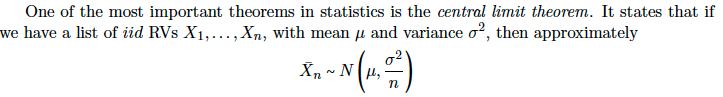 One of the most important theorems in statistics is the central limit theorem. It states that if
we have a list of iid RVs X₁, . . . , Xₙ, with mean μ and variance σ², then approximately
X̄ₙ ~ N(μ, σ²/n)